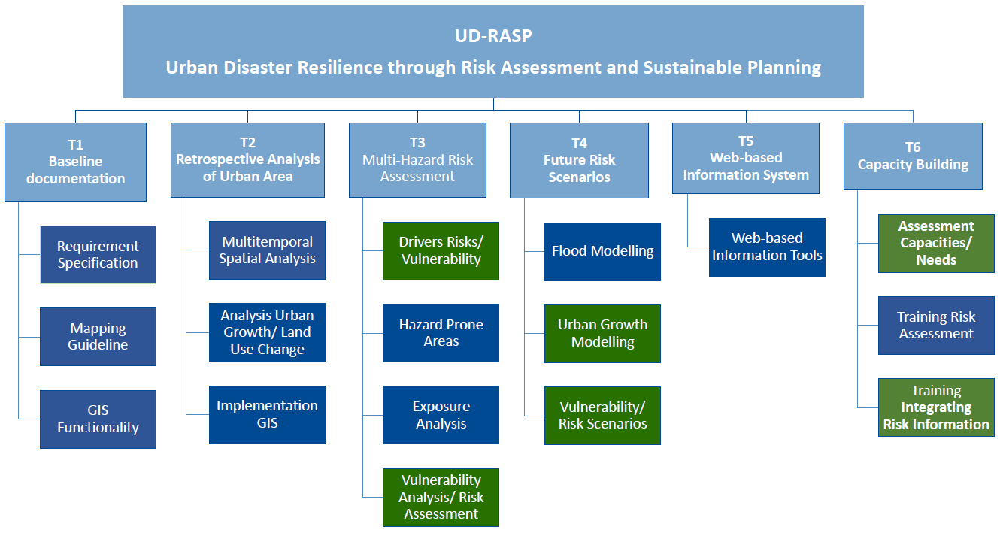 UD-RASP
Urban Disaster Resilience through Risk Assessment and Sustainable Planning
T1
Baseline
documentation
Requirement
Specification
Mapping
Guideline
GIS
Functionality
T2
Retrospective Analysis
of Urban Area
Multitemporal
Spatial Analysis
Analysis Urban
Growth/ Land
Use Change
Implementation
GIS
T3
Multi-Hazard Risk
Assessment
Drivers Risks/
Vulnerability
Hazard Prone
Areas
Exposure
Analysis
Vulnerability
Analysis/ Risk
Assessment
T4
Future Risk
Scenarios
Flood Modelling
Urban Growth
Modelling
Vulnerability/
Risk Scenarios
T5
Web-based
Information System
Web-based
Information Tools
T6
Capacity Building
Assessment
Capacities/
Needs
Training Risk
Assessment
Training
Integrating
Risk Information